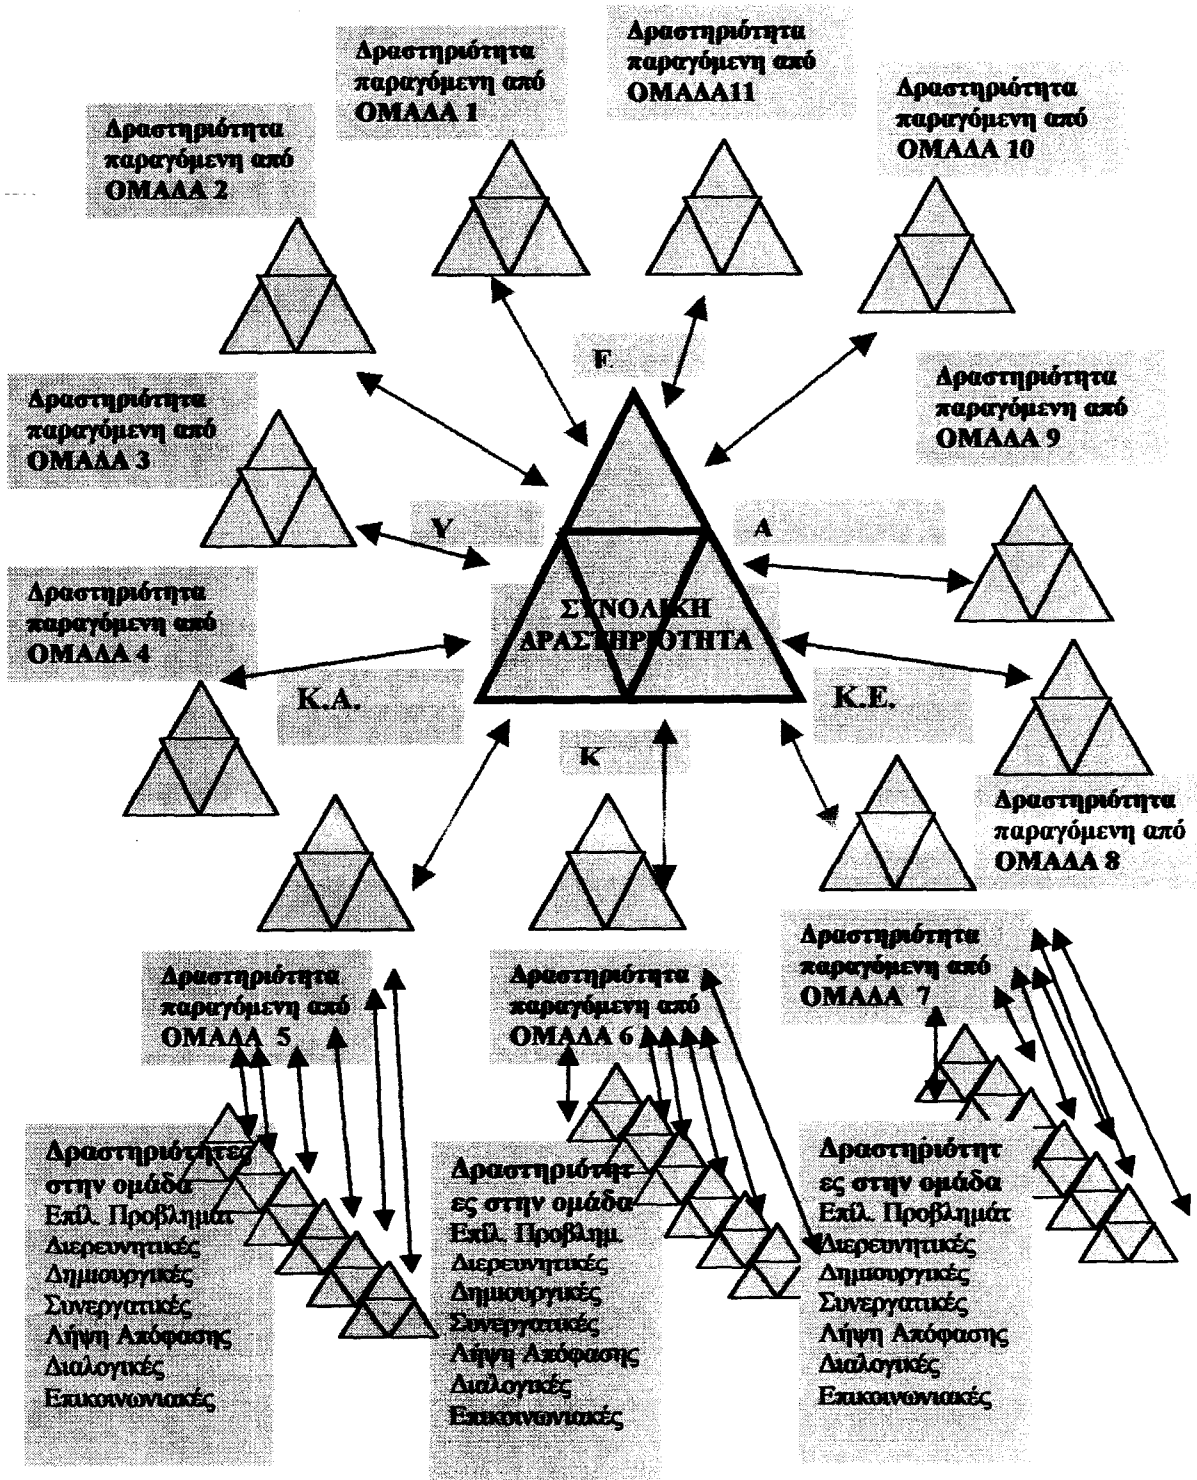 Δραστηριότητα
παραγόμενη από
ΟΜΑΔΑ 1
Δραστηριότητα
παραγόμενη από
ΟΜΑΔΑ11
Δραστηριότητα
παραγόμενη από
ΟΜΑΔΑ 10
Δραστηριότητα
παραγόμενη από
ΟΜΑΔΑ 2
Ε
Δραστηριότητα
παραγόμενη από
ΟΜΑΔΑ 9
Δραστηριότητα
παραγόμενη από
ΟΜΑΔΑ 3
Υ
Α
Δραστηριότητα
παραγόμενη από
ΟΜΑΔΑ 4
ΣΥΝΟΛΙΚΗ
ΔΡΑΣΤΗΡΙΟΤΗΤΑ
Κ.Α.
Κ.Ε.
Κ
Δραστηριότητα
παραγόμενη από
ΟΜΑΔΑ 8
Δραστηριότητα
παραγόμενη από
ΟΜΑΔΑ 5
Δραστηριότητα
παραγόμενη από
ΟΜΑΔΑ 6
Δραστηριότητα
παραγόμενη από
ΟΜΑΔΑ 7
Δραστηριότητες
στην ομάδα
Επίλ. Προβλημάτ
Διερευνητικές
Δημιουργικές
Συνεργατικές
Λήψη Απόφασης
Διαλογικές
Επικοινωνιακές
Δραστηριότητ
ες στην ομάδα
Επίλ. Προβλημ.
Διερευνητικές
Δημιουργικές
Συνεργατικές
Λήψη Απόφασης
Διαλογικές
Επικοινωνιακές
Δραστηριότητ
ες στην ομάδα
Επίλ. Προβλημάτ
Διερευνητικές
Δημιουργικές
Συνεργατικές
Λήψη Απόφασης
Διαλογικές
Επικοινωνιακές